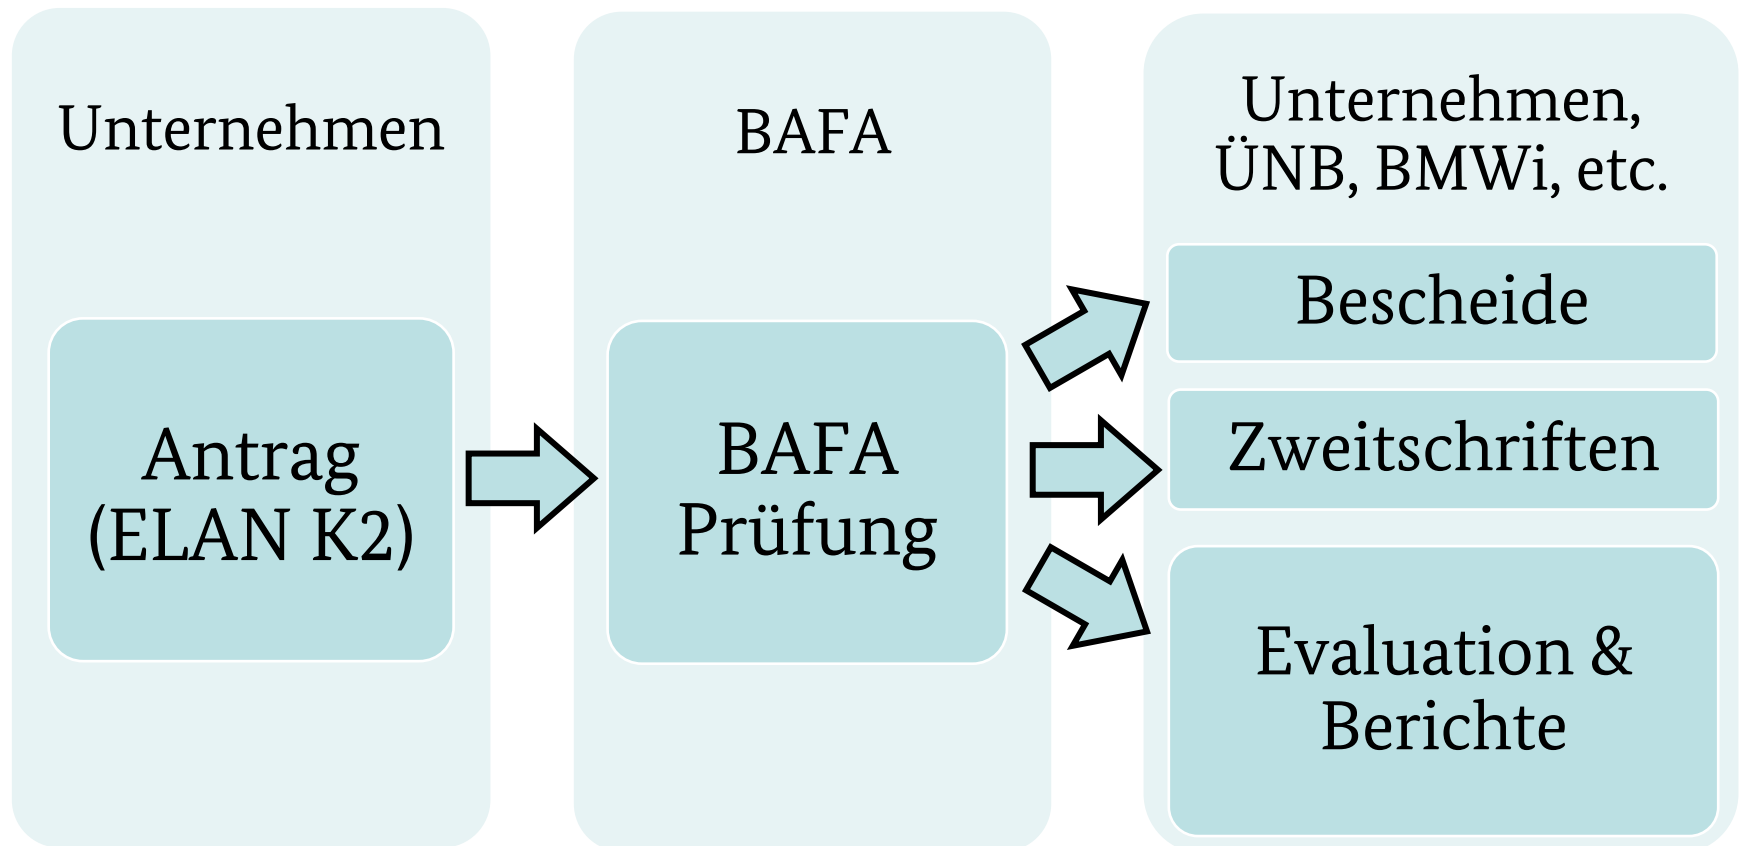 Unternehmen
Antrag
(ELAN K2)
BAFA
BAFA
Prüfung
Unternehmen,
ÜNB, BMWi, etc.
Bescheide
Zweitschriften
Evaluation &
Berichte